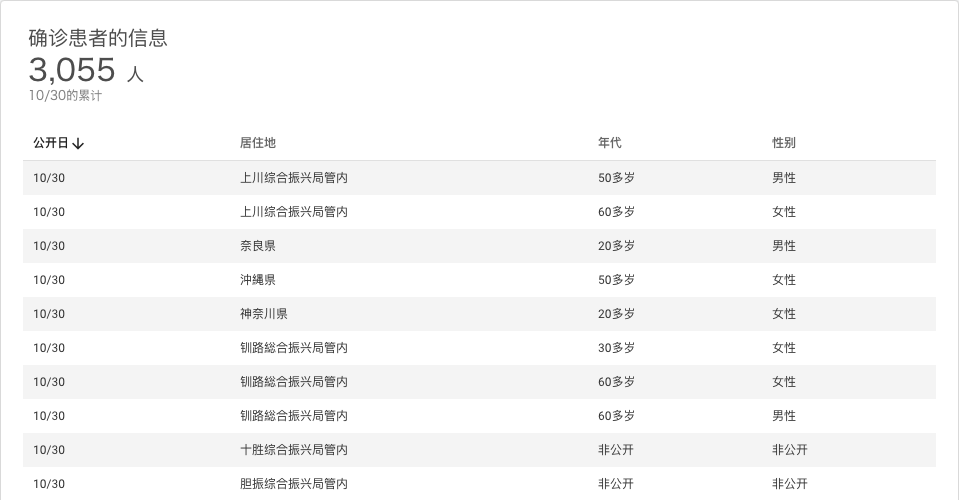 确诊患者的信息
3,055 人
10/30的累计
公开日 居住地 年代 性别
10/30 上川综合振兴局管内 50多岁 男性
10/30 上川综合振兴局管内 60多岁 女性
10/30 奈良県 20多岁 男性
10/30 沖縄県 50多岁 女性
10/30 神奈川県 20多岁 女性
10/30 钏路総合振兴局管内 30多岁 女性
10/30 钏路総合振兴局管内 60多岁 女性
10/30 钏路総合振兴局管内 60多岁 男性
10/30 十胜综合振兴局管内 非公开 非公开
10/30 胆振综合振兴局管内 非公开 非公开